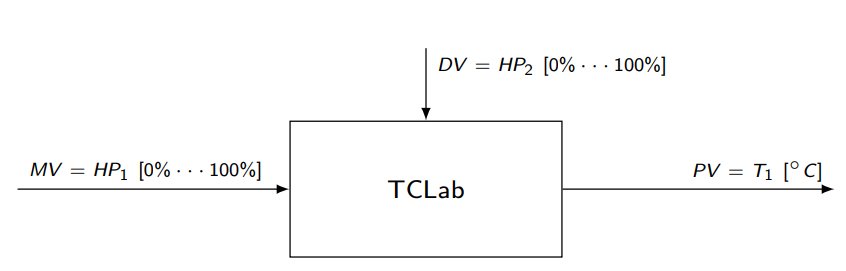 DV = HP₂ [0% · · · 100%]
MV = HP₁ [0% · · · 100%]
TCLab
PV = T₁ [°C]